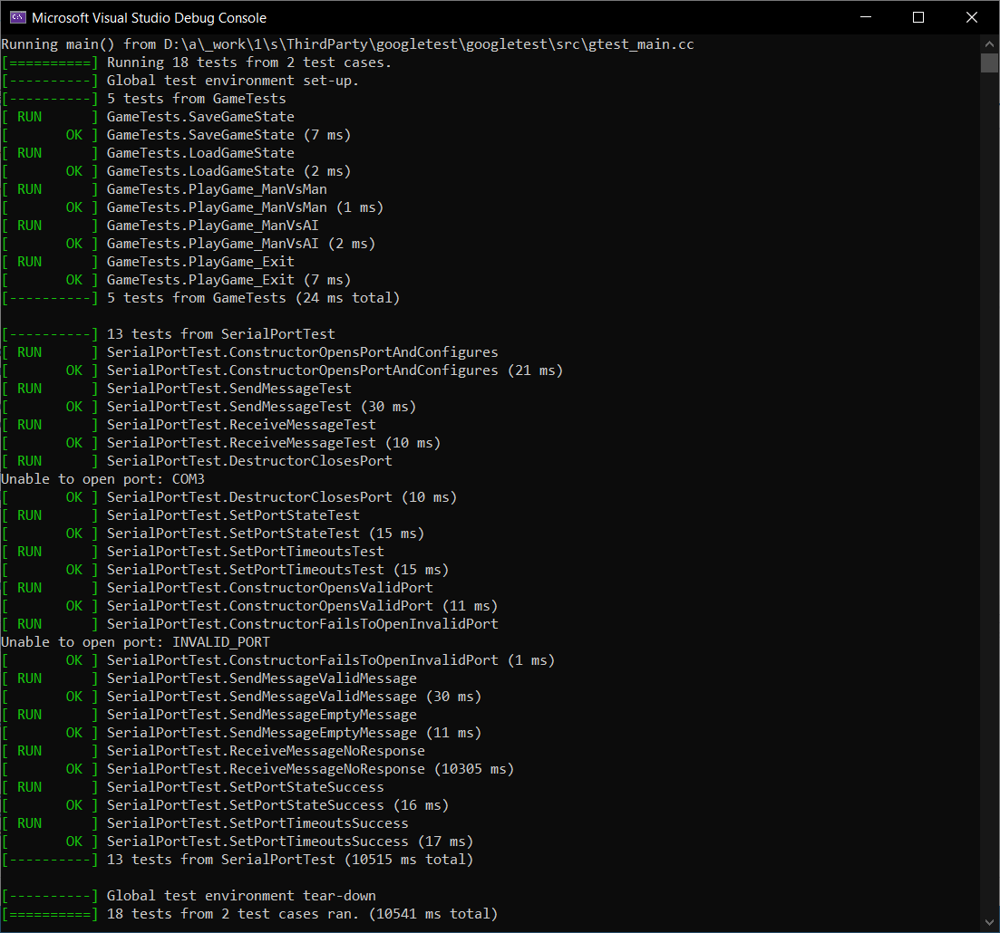 Microsoft Visual Studio Debug Console
Running main() from D:\a\_work\1\s\ThirdParty\googletest\googletest\src\gtest_main.cc
[==========] Running 18 tests from 2 test cases.
[----------] Global test environment set-up.
[----------] 5 tests from GameTests
[ RUN      ] GameTests.SaveGameState
[       OK ] GameTests.SaveGameState (7 ms)
[ RUN      ] GameTests.LoadGameState
[       OK ] GameTests.LoadGameState (2 ms)
[ RUN      ] GameTests.PlayGame_ManVsMan
[       OK ] GameTests.PlayGame_ManVsMan (1 ms)
[ RUN      ] GameTests.PlayGame_ManVsAI
[       OK ] GameTests.PlayGame_ManVsAI (2 ms)
[ RUN      ] GameTests.PlayGame_Exit
[       OK ] GameTests.PlayGame_Exit (7 ms)
[----------] 5 tests from GameTests (24 ms total)
[----------] 13 tests from SerialPortTest
[ RUN      ] SerialPortTest.ConstructorOpensPortAndConfigures
[       OK ] SerialPortTest.ConstructorOpensPortAndConfigures (21 ms)
[ RUN      ] SerialPortTest.SendMessageTest
[       OK ] SerialPortTest.SendMessageTest (30 ms)
[ RUN      ] SerialPortTest.ReceiveMessageTest
[       OK ] SerialPortTest.ReceiveMessageTest (10 ms)
[ RUN      ] SerialPortTest.DestructorClosesPort
Unable to open port: COM3
[       OK ] SerialPortTest.DestructorClosesPort (10 ms)
[ RUN      ] SerialPortTest.SetPortStateTest
[       OK ] SerialPortTest.SetPortStateTest (15 ms)
[ RUN      ] SerialPortTest.SetPortTimeoutsTest
[       OK ] SerialPortTest.SetPortTimeoutsTest (15 ms)
[ RUN      ] SerialPortTest.ConstructorOpensValidPort
[       OK ] SerialPortTest.ConstructorOpensValidPort (11 ms)
[ RUN      ] SerialPortTest.ConstructorFailsToOpenInvalidPort
Unable to open port: INVALID_PORT
[       OK ] SerialPortTest.ConstructorFailsToOpenInvalidPort (1 ms)
[ RUN      ] SerialPortTest.SendMessageValidMessage
[       OK ] SerialPortTest.SendMessageValidMessage (30 ms)
[ RUN      ] SerialPortTest.SendMessageEmptyMessage
[       OK ] SerialPortTest.SendMessageEmptyMessage (11 ms)
[ RUN      ] SerialPortTest.ReceiveMessageNoResponse
[       OK ] SerialPortTest.ReceiveMessageNoResponse (10305 ms)
[ RUN      ] SerialPortTest.SetPortStateSuccess
[       OK ] SerialPortTest.SetPortStateSuccess (16 ms)
[ RUN      ] SerialPortTest.SetPortTimeoutsSuccess
[       OK ] SerialPortTest.SetPortTimeoutsSuccess (17 ms)
[----------] 13 tests from SerialPortTest (10515 ms total)
[----------] Global test environment tear-down
[==========] 18 tests from 2 test cases ran. (10541 ms total)